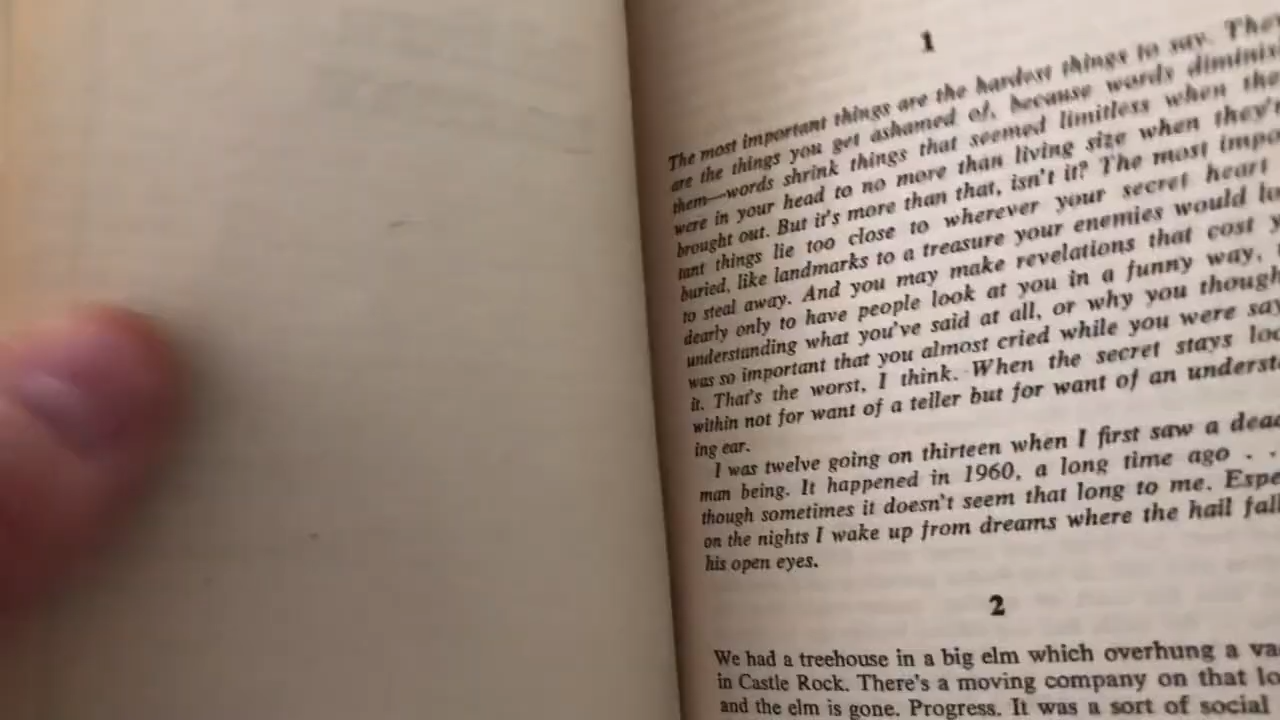 1
The most important things are the hardest things to say. They
are the things you get ashamed of, because words diminis
them—words shrink things that seemed limitless when the
were in your head to no more than living size when they'r
brought out. But it's more than that, isn't it? The most impo
tant things lie too close to wherever your secret heart
buried, like landmarks to a treasure your enemies would lo
to steal away. And you may make revelations that cost y
dearly only to have people look at you in a funny way,
understanding what you've said at all, or why you though
was so important that you almost cried while you were say
it. That's the worst, I think. When the secret stays loc
within not for want of a teller but for want of an understa
ing ear.
I was twelve going on thirteen when I first saw a dead
man being. It happened in 1960, a long time ago . .
though sometimes it doesn't seem that long to me. Espe
on the nights I wake up from dreams where the hail fall
his open eyes.
2
We had a treehouse in a big elm which overhung a va
in Castle Rock. There's a moving company on that lo
and the elm is gone. Progress. It was a sort of social